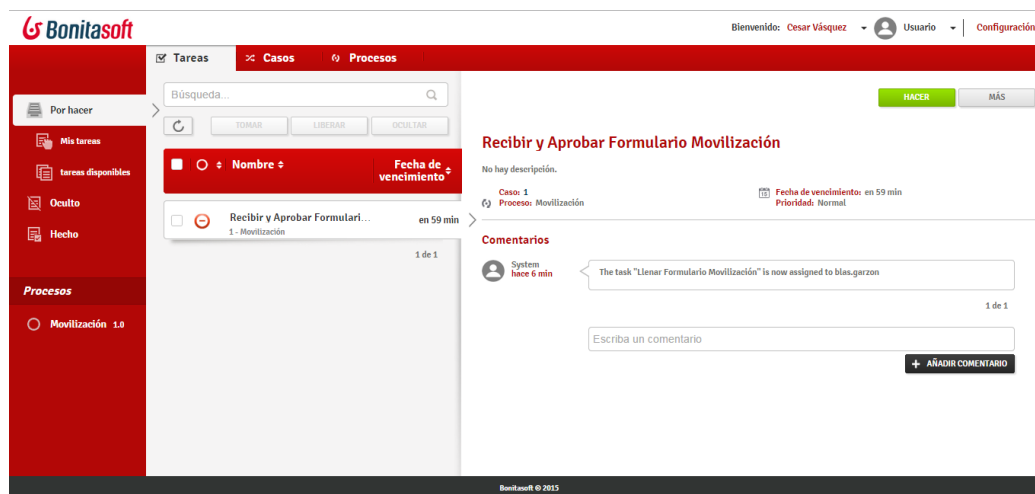 Bonitasoft
Bienvenido: Cesar Vásquez
Usuario
Configuración
Tareas
Casos
Procesos
Por hacer
Mis tareas
tareas disponibles
Oculto
Hecho
Procesos
Movilización 1.0
Búsqueda...
TOMAR
LIBERAR
OCULTAR
Nombre
Fecha de
vencimiento
Recibir y Aprobar Formulari...
en 59 min
1 - Movilización
1 de 1
HACER
MÁS
Recibir y Aprobar Formulario Movilización
No hay descripción.
Caso: 1
Proceso: Movilización
Fecha de vencimiento: en 59 min
Prioridad: Normal
Comentarios
System
hace 6 min
The task "Llenar Formulario Movilización" is now assigned to blas.garzon
1 de 1
Escriba un comentario
+ AÑADIR COMENTARIO
Bonitasoft © 2015